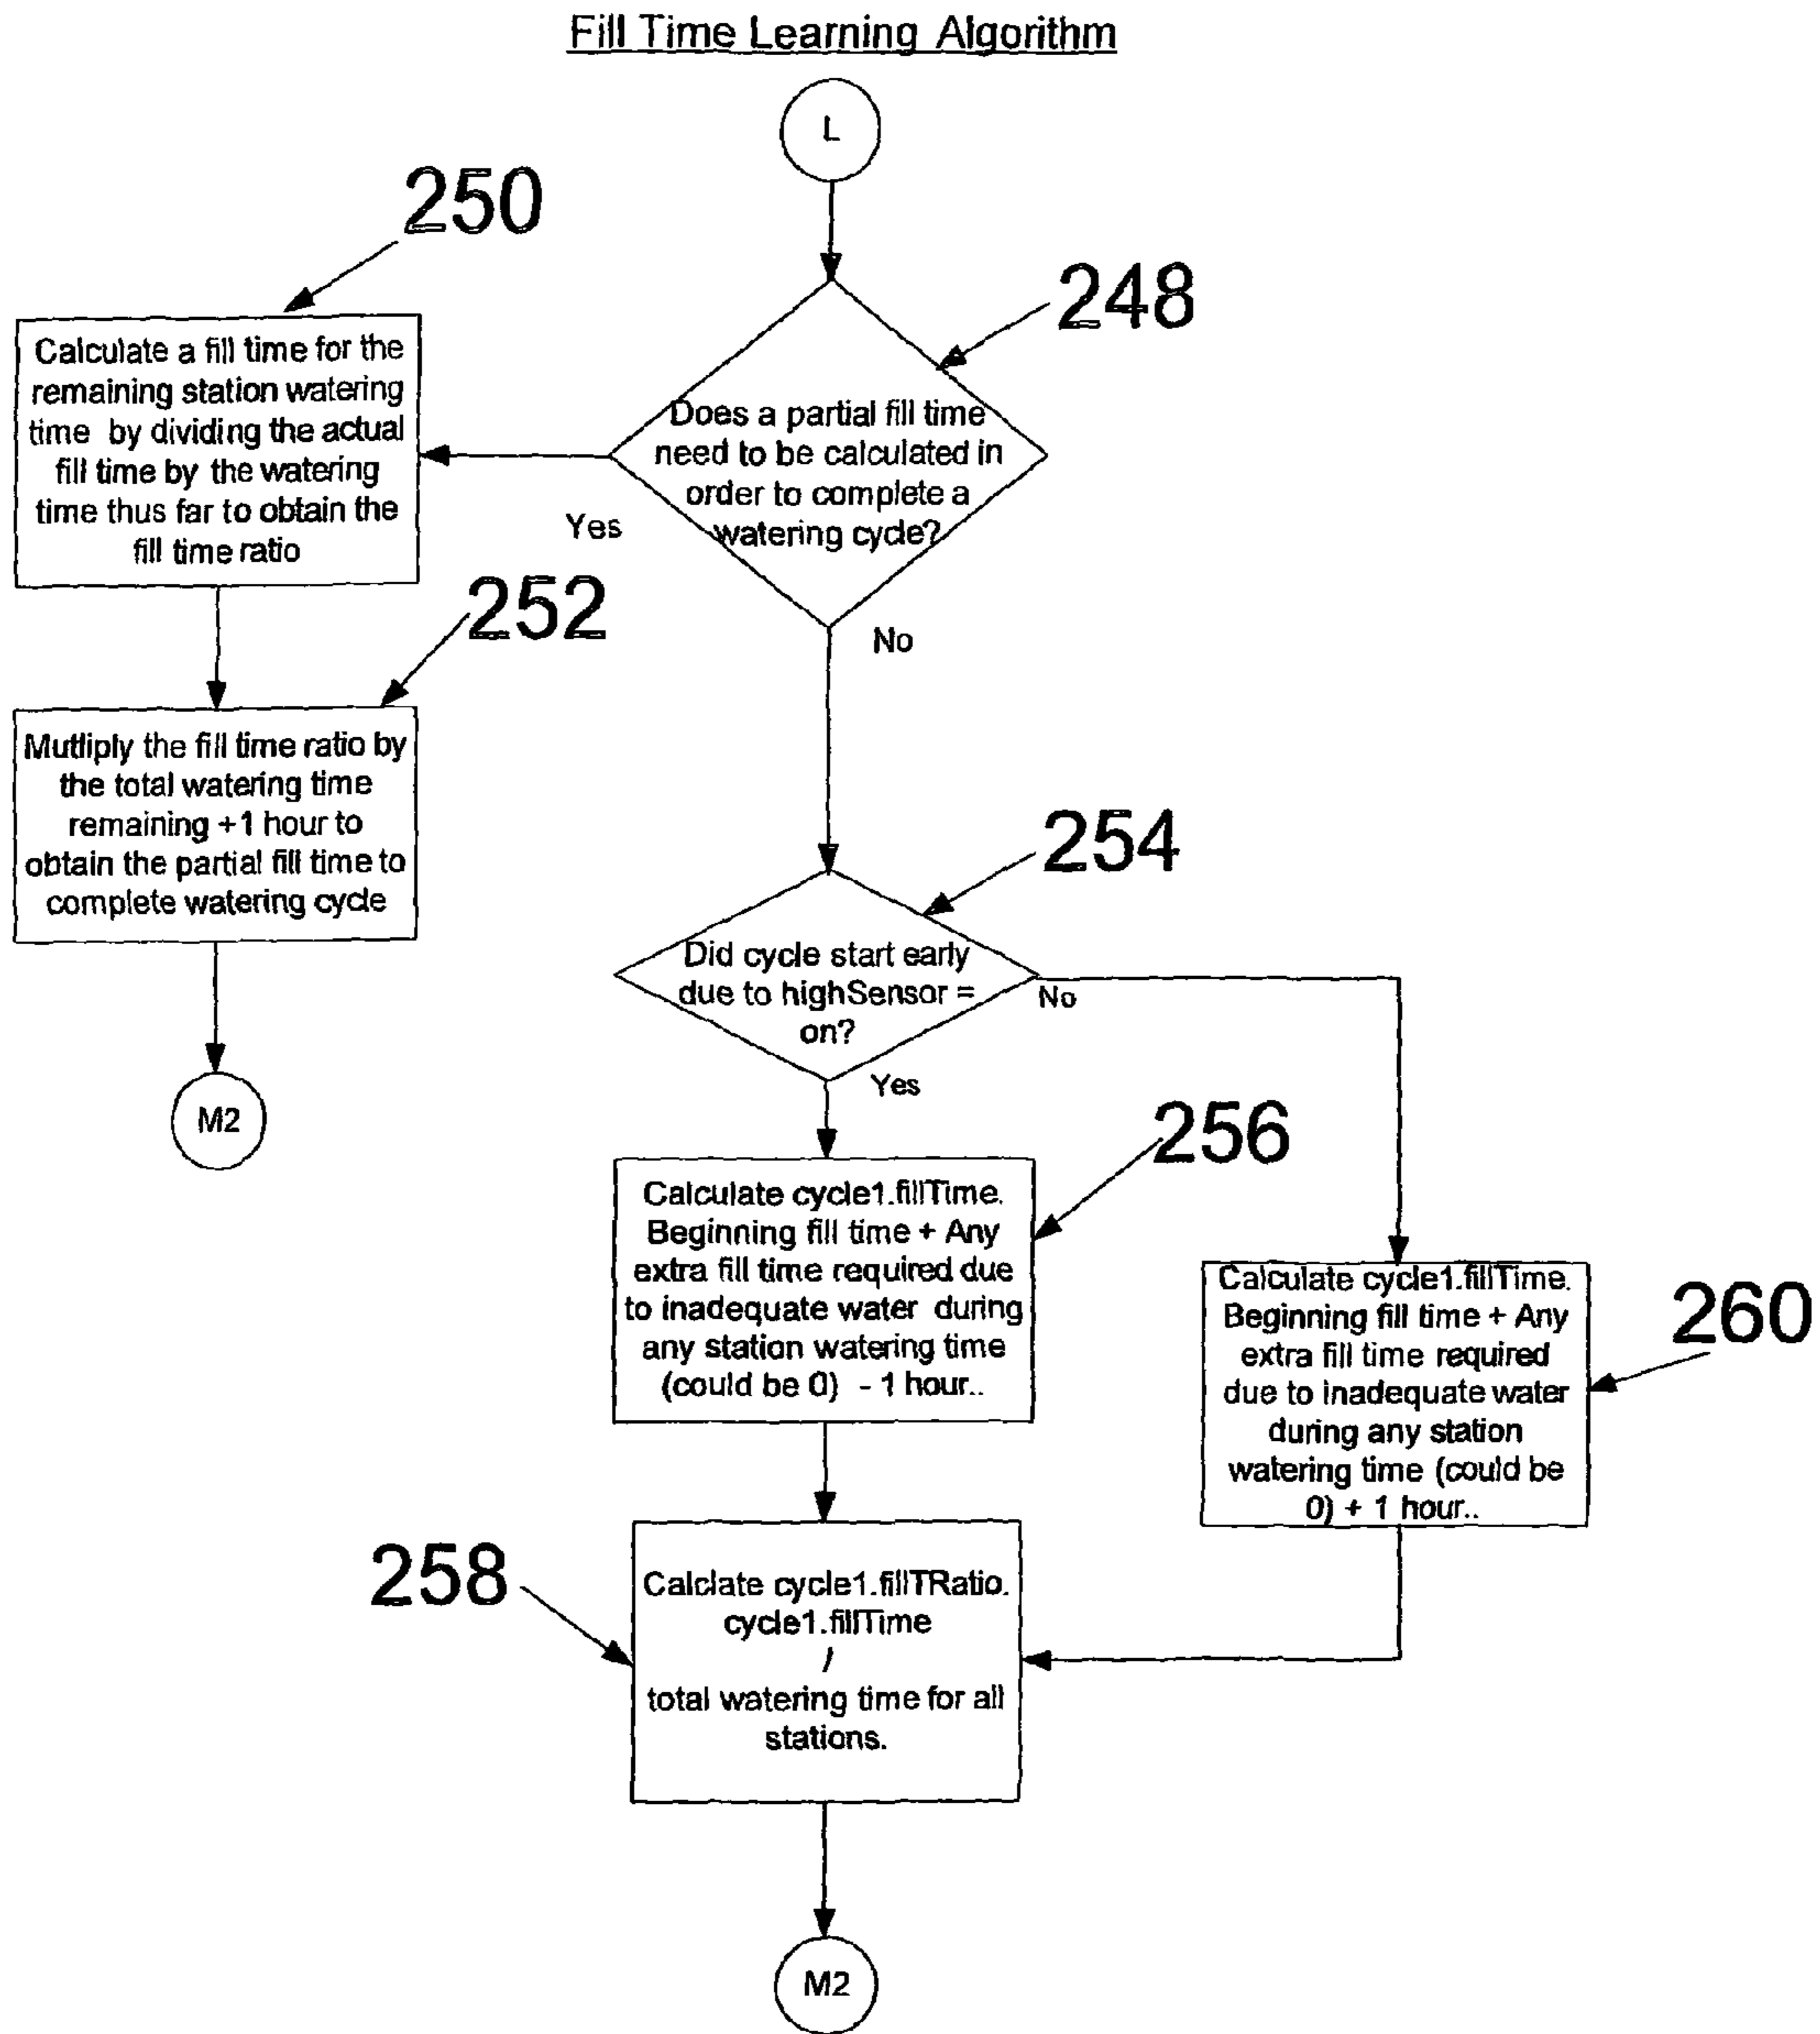 Fill Time Learning Algorithm
L
250
248
Calculate a fill time for the
remaining station watering
time by dividing the actual
fill time by the watering
time thus far to obtain the
fill time ratio
Does a partial fill time
need to be calculated in
order to complete a
watering cycle?
Yes
No
252
Mutliply the fill time ratio by
the total watering time
remaining +1 hour to
obtain the partial fill time to
complete watering cycle
M2
254
Did cycle start early
due to highSensor =
on?
No
Yes
256
Calculate cycle1.fillTime.
Beginning fill time + Any
extra fill time required due
to inadequate water during
any station watering time
(could be 0) - 1 hour..
260
Calculate cycle1.fillTime.
Beginning fill time + Any
extra fill time required
due to inadequate water
during any station
watering time (could be
0) + 1 hour..
258
Calclate cycle1.fillTRatio.
cycle1.fillTime
/
total watering time for all
stations.
M2